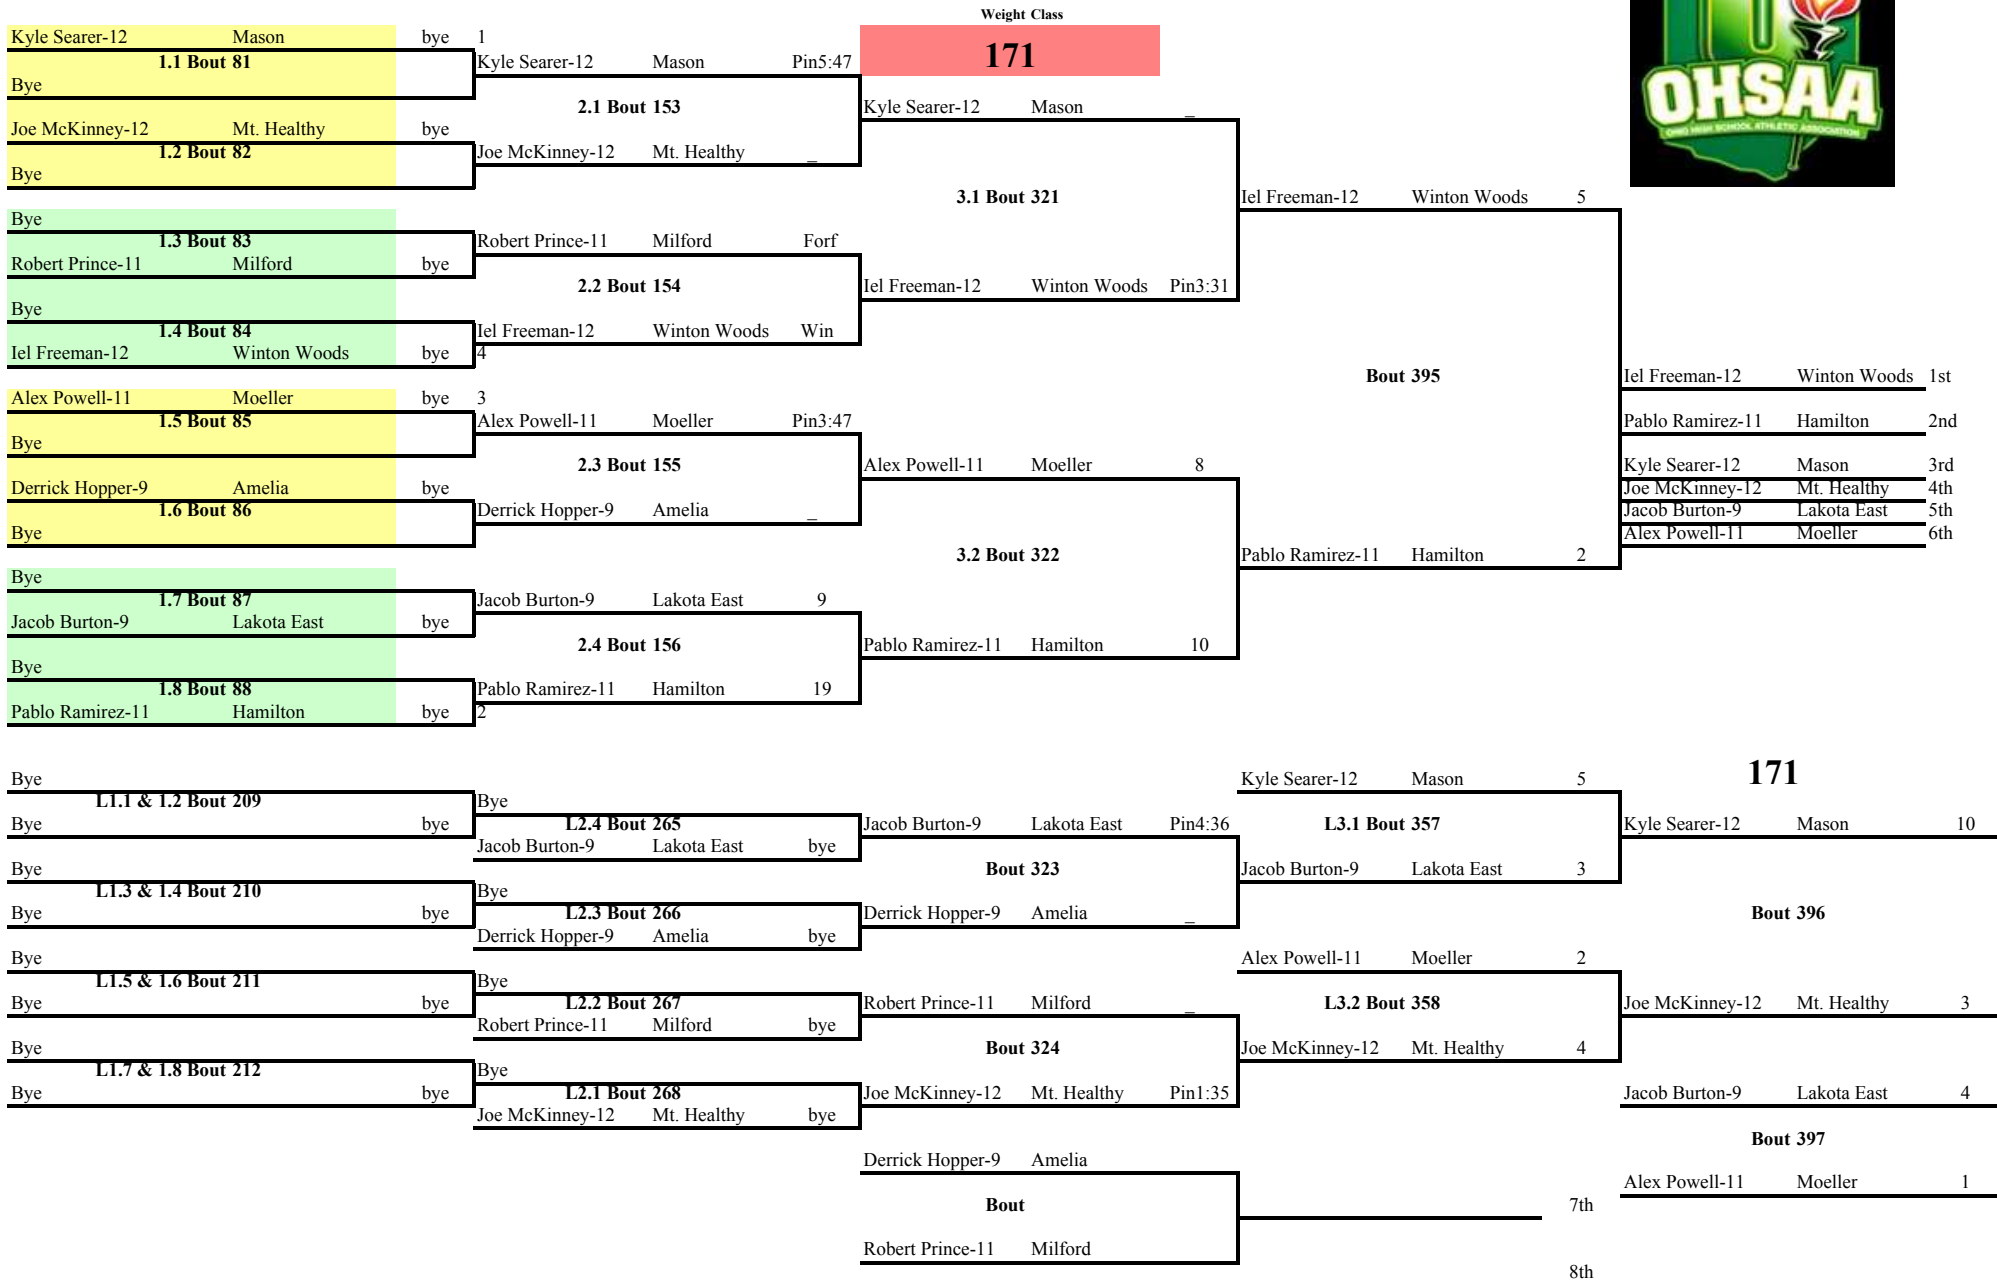 Weight Class
171
OHSAA
OHIO HIGH SCHOOL ATHLETIC ASSOCIATION
Kyle Searer-12 Mason bye 1
1.1 Bout 81
Bye
Joe McKinney-12 Mt. Healthy bye
1.2 Bout 82
Bye
Bye
1.3 Bout 83
Robert Prince-11 Milford bye
Bye
1.4 Bout 84
Iel Freeman-12 Winton Woods bye 4
Alex Powell-11 Moeller bye 3
1.5 Bout 85
Bye
Derrick Hopper-9 Amelia bye
1.6 Bout 86
Bye
Bye
1.7 Bout 87
Jacob Burton-9 Lakota East bye
Bye
1.8 Bout 88
Pablo Ramirez-11 Hamilton bye 2
Kyle Searer-12 Mason Pin5:47
2.1 Bout 153
Joe McKinney-12 Mt. Healthy _
Robert Prince-11 Milford Forf
2.2 Bout 154
Iel Freeman-12 Winton Woods Win
Alex Powell-11 Moeller Pin3:47
2.3 Bout 155
Derrick Hopper-9 Amelia _
Jacob Burton-9 Lakota East 9
2.4 Bout 156
Pablo Ramirez-11 Hamilton 19
Kyle Searer-12 Mason _
3.1 Bout 321
Iel Freeman-12 Winton Woods Pin3:31
Alex Powell-11 Moeller 8
3.2 Bout 322
Pablo Ramirez-11 Hamilton 10
Iel Freeman-12 Winton Woods 5
Bout 395
Pablo Ramirez-11 Hamilton 2
Iel Freeman-12 Winton Woods 1st
Pablo Ramirez-11 Hamilton 2nd
Kyle Searer-12 Mason 3rd
Joe McKinney-12 Mt. Healthy 4th
Jacob Burton-9 Lakota East 5th
Alex Powell-11 Moeller 6th
Bye
L1.1 & 1.2 Bout 209
Bye bye
Bye
L1.3 & 1.4 Bout 210
Bye bye
Bye
L1.5 & 1.6 Bout 211
Bye bye
Bye
L1.7 & 1.8 Bout 212
Bye bye
Bye
L2.4 Bout 265
Jacob Burton-9 Lakota East bye
Bye
L2.3 Bout 266
Derrick Hopper-9 Amelia bye
Bye
L2.2 Bout 267
Robert Prince-11 Milford bye
Bye
L2.1 Bout 268
Joe McKinney-12 Mt. Healthy bye
Jacob Burton-9 Lakota East Pin4:36
Bout 323
Derrick Hopper-9 Amelia _
Robert Prince-11 Milford _
Bout 324
Joe McKinney-12 Mt. Healthy Pin1:35
Derrick Hopper-9 Amelia
Bout
Robert Prince-11 Milford
7th
8th
Kyle Searer-12 Mason 5
L3.1 Bout 357
Jacob Burton-9 Lakota East 3
Alex Powell-11 Moeller 2
L3.2 Bout 358
Joe McKinney-12 Mt. Healthy 4
171
Kyle Searer-12 Mason 10
Bout 396
Joe McKinney-12 Mt. Healthy 3
Jacob Burton-9 Lakota East 4
Bout 397
Alex Powell-11 Moeller 1